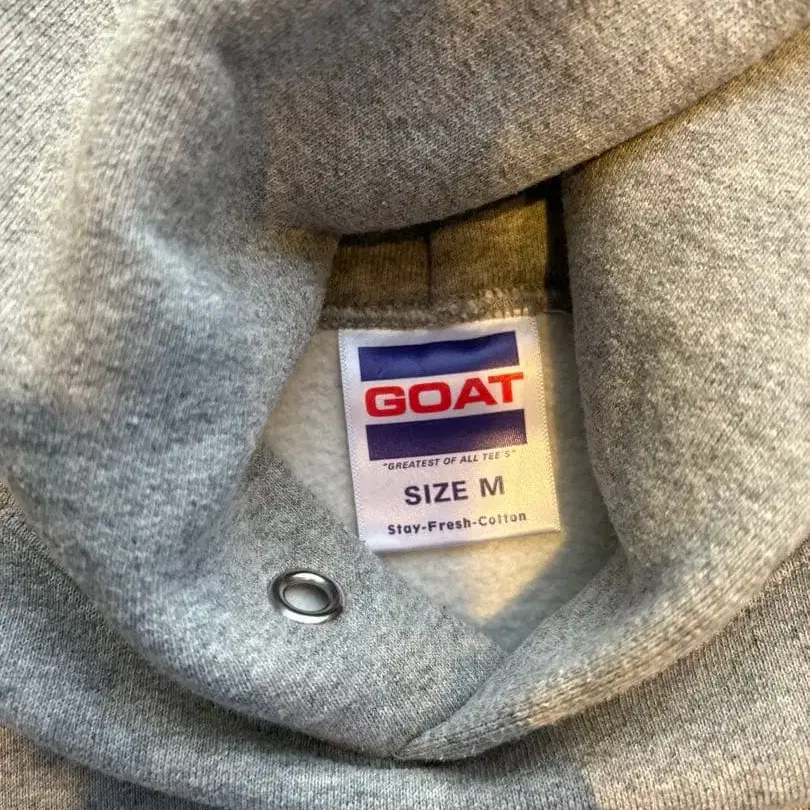 GOAT
"GREATEST OF ALL TEE'S"
SIZE M
Stay-Fresh-Cotton